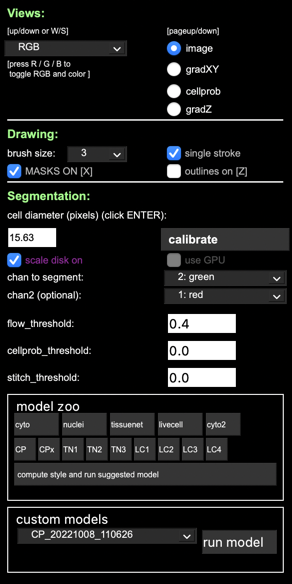 Views:
[up/down or W/S]
[pageup/down]
RGB
image
[press R / G / B to
toggle RGB and color ]
gradXY
cellprob
gradZ
Drawing:
brush size:
3
single stroke
MASKS ON [X]
outlines on [Z]
Segmentation:
cell diameter (pixels) (click ENTER):
15.63
calibrate
scale disk on
use GPU
chan to segment:
2: green
chan2 (optional):
1: red
flow_threshold:
0.4
cellprob_threshold:
0.0
stitch_threshold:
0.0
model zoo
cyto
nuclei
tissuenet
livecell
cyto2
CP
CPx
TN1
TN2
TN3
LC1
LC2
LC3
LC4
compute style and run suggested model
custom models
CP_20221008_110626
run model